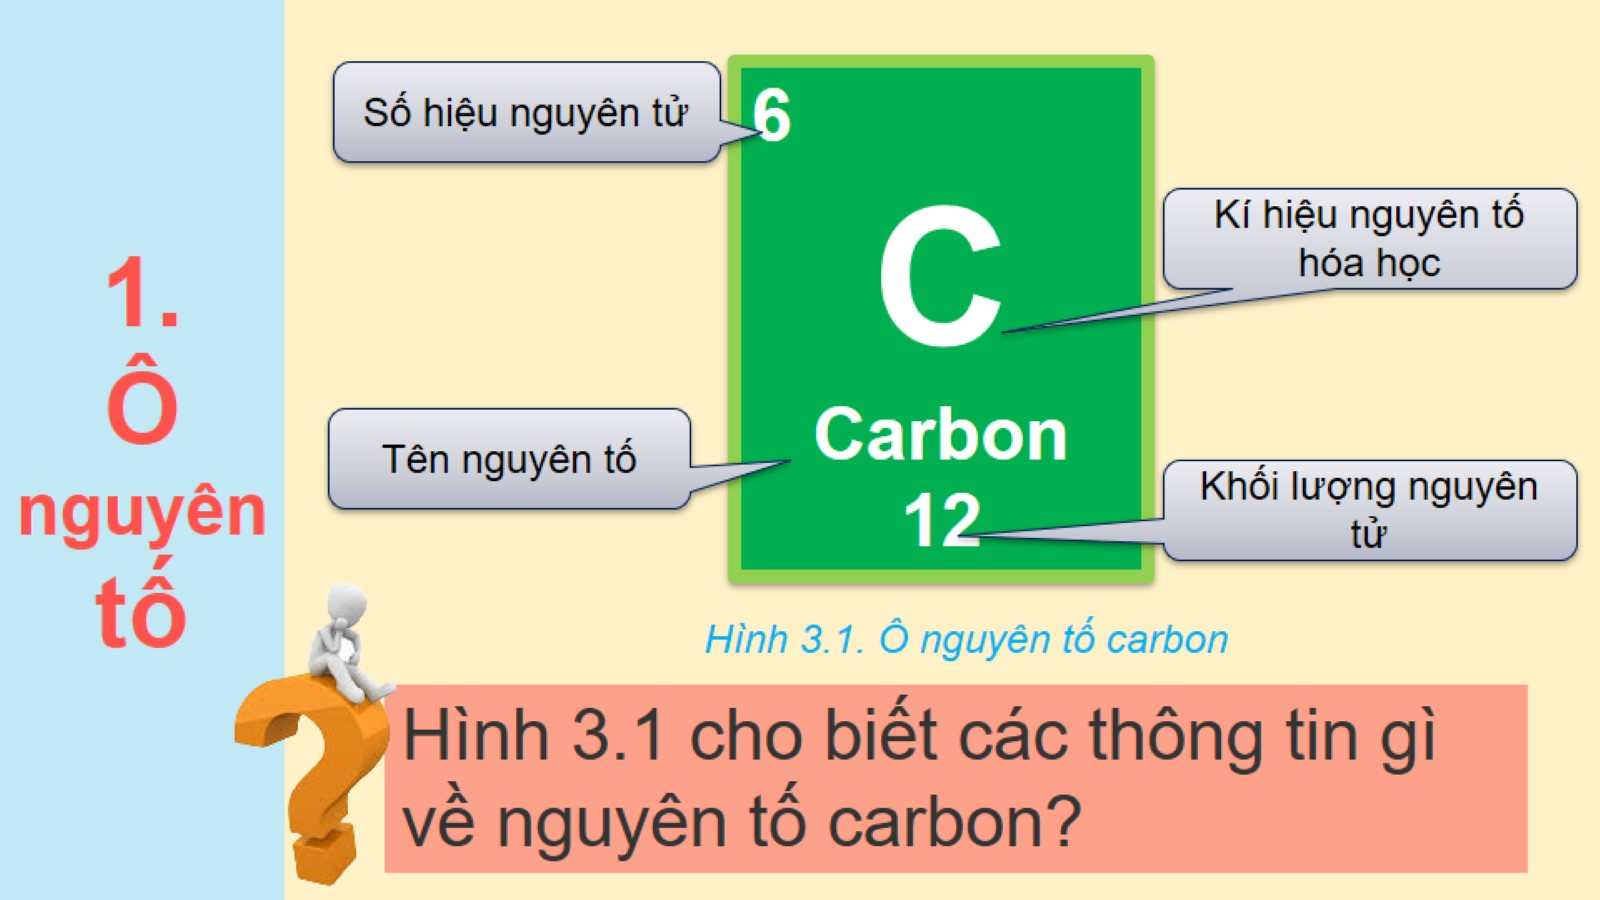 1.
Ô
nguyên
tố
Số hiệu nguyên tử
6
C
Kí hiệu nguyên tố
hóa học
Tên nguyên tố
Carbon
12
Khối lượng nguyên
tử
Hình 3.1. Ô nguyên tố carbon
Hình 3.1 cho biết các thông tin gì
về nguyên tố carbon?